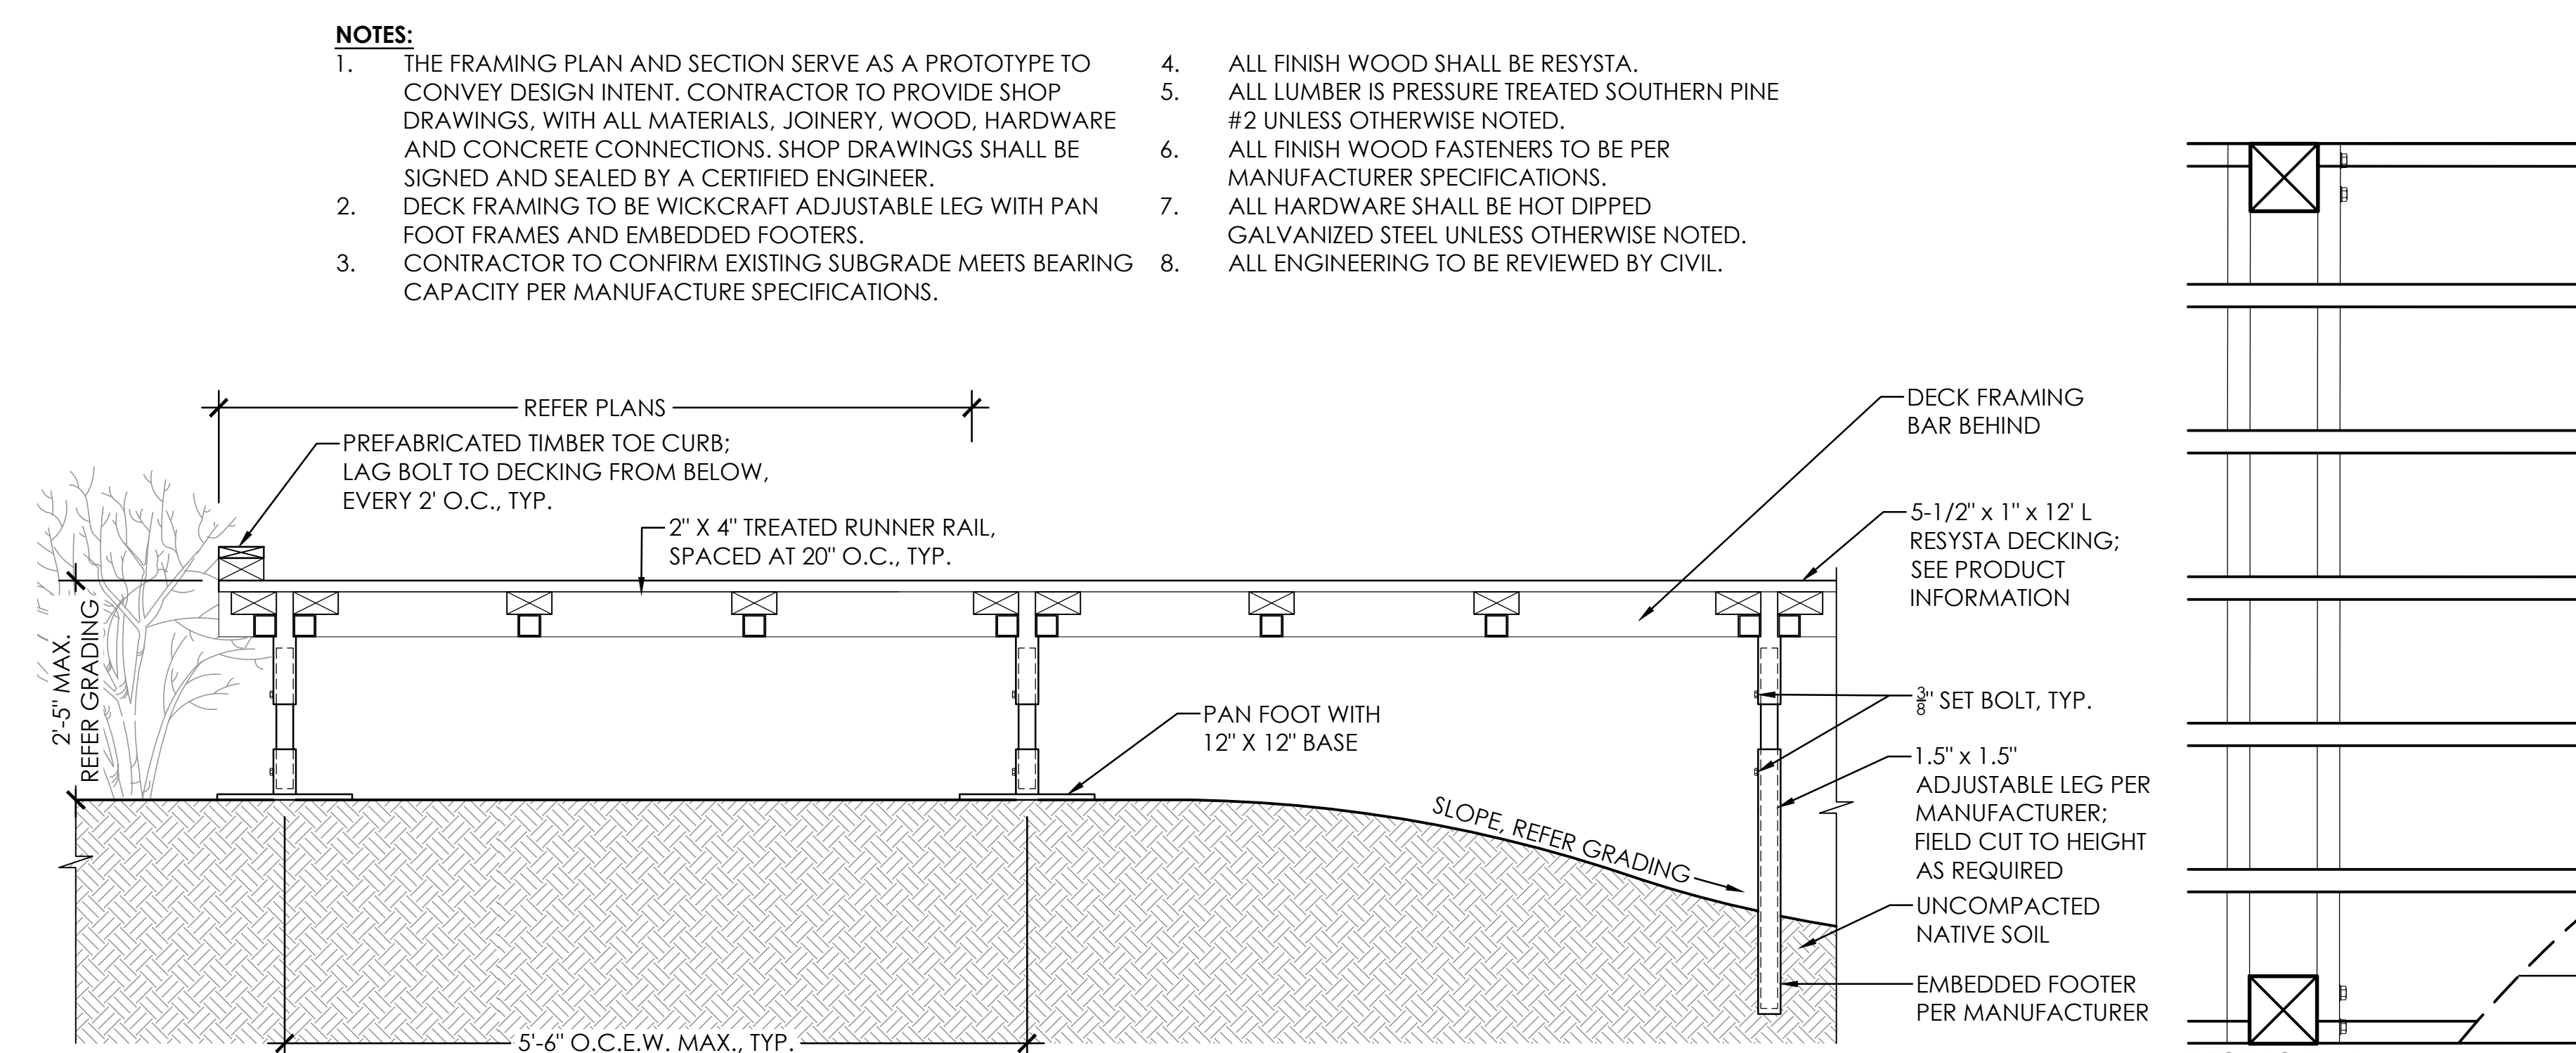 NOTES:
1. THE FRAMING PLAN AND SECTION SERVE AS A PROTOTYPE TO
CONVEY DESIGN INTENT. CONTRACTOR TO PROVIDE SHOP
DRAWINGS, WITH ALL MATERIALS, JOINERY, WOOD, HARDWARE
AND CONCRETE CONNECTIONS. SHOP DRAWINGS SHALL BE
SIGNED AND SEALED BY A CERTIFIED ENGINEER.
2. DECK FRAMING TO BE WICKCRAFT ADJUSTABLE LEG WITH PAN
FOOT FRAMES AND EMBEDDED FOOTERS.
3. CONTRACTOR TO CONFIRM EXISTING SUBGRADE MEETS BEARING
CAPACITY PER MANUFACTURE SPECIFICATIONS.
4. ALL FINISH WOOD SHALL BE RESYSTA.
5. ALL LUMBER IS PRESSURE TREATED SOUTHERN PINE
#2 UNLESS OTHERWISE NOTED.
6. ALL FINISH WOOD FASTENERS TO BE PER
MANUFACTURER SPECIFICATIONS.
7. ALL HARDWARE SHALL BE HOT DIPPED
GALVANIZED STEEL UNLESS OTHERWISE NOTED.
8. ALL ENGINEERING TO BE REVIEWED BY CIVIL.
REFER PLANS
PREFABRICATED TIMBER TOE CURB;
LAG BOLT TO DECKING FROM BELOW,
EVERY 2' O.C., TYP.
2" X 4" TREATED RUNNER RAIL,
SPACED AT 20" O.C., TYP.
DECK FRAMING
BAR BEHIND
5-1/2" x 1" x 12' L
RESYSTA DECKING;
SEE PRODUCT
INFORMATION
2'-5" MAX.
REFER GRADING
PAN FOOT WITH
12" X 12" BASE
3/8" SET BOLT, TYP.
1.5" x 1.5"
ADJUSTABLE LEG PER
MANUFACTURER;
FIELD CUT TO HEIGHT
AS REQUIRED
SLOPE, REFER GRADING
UNCOMPACTED
NATIVE SOIL
EMBEDDED FOOTER
PER MANUFACTURER
5'-6" O.C.E.W. MAX., TYP.